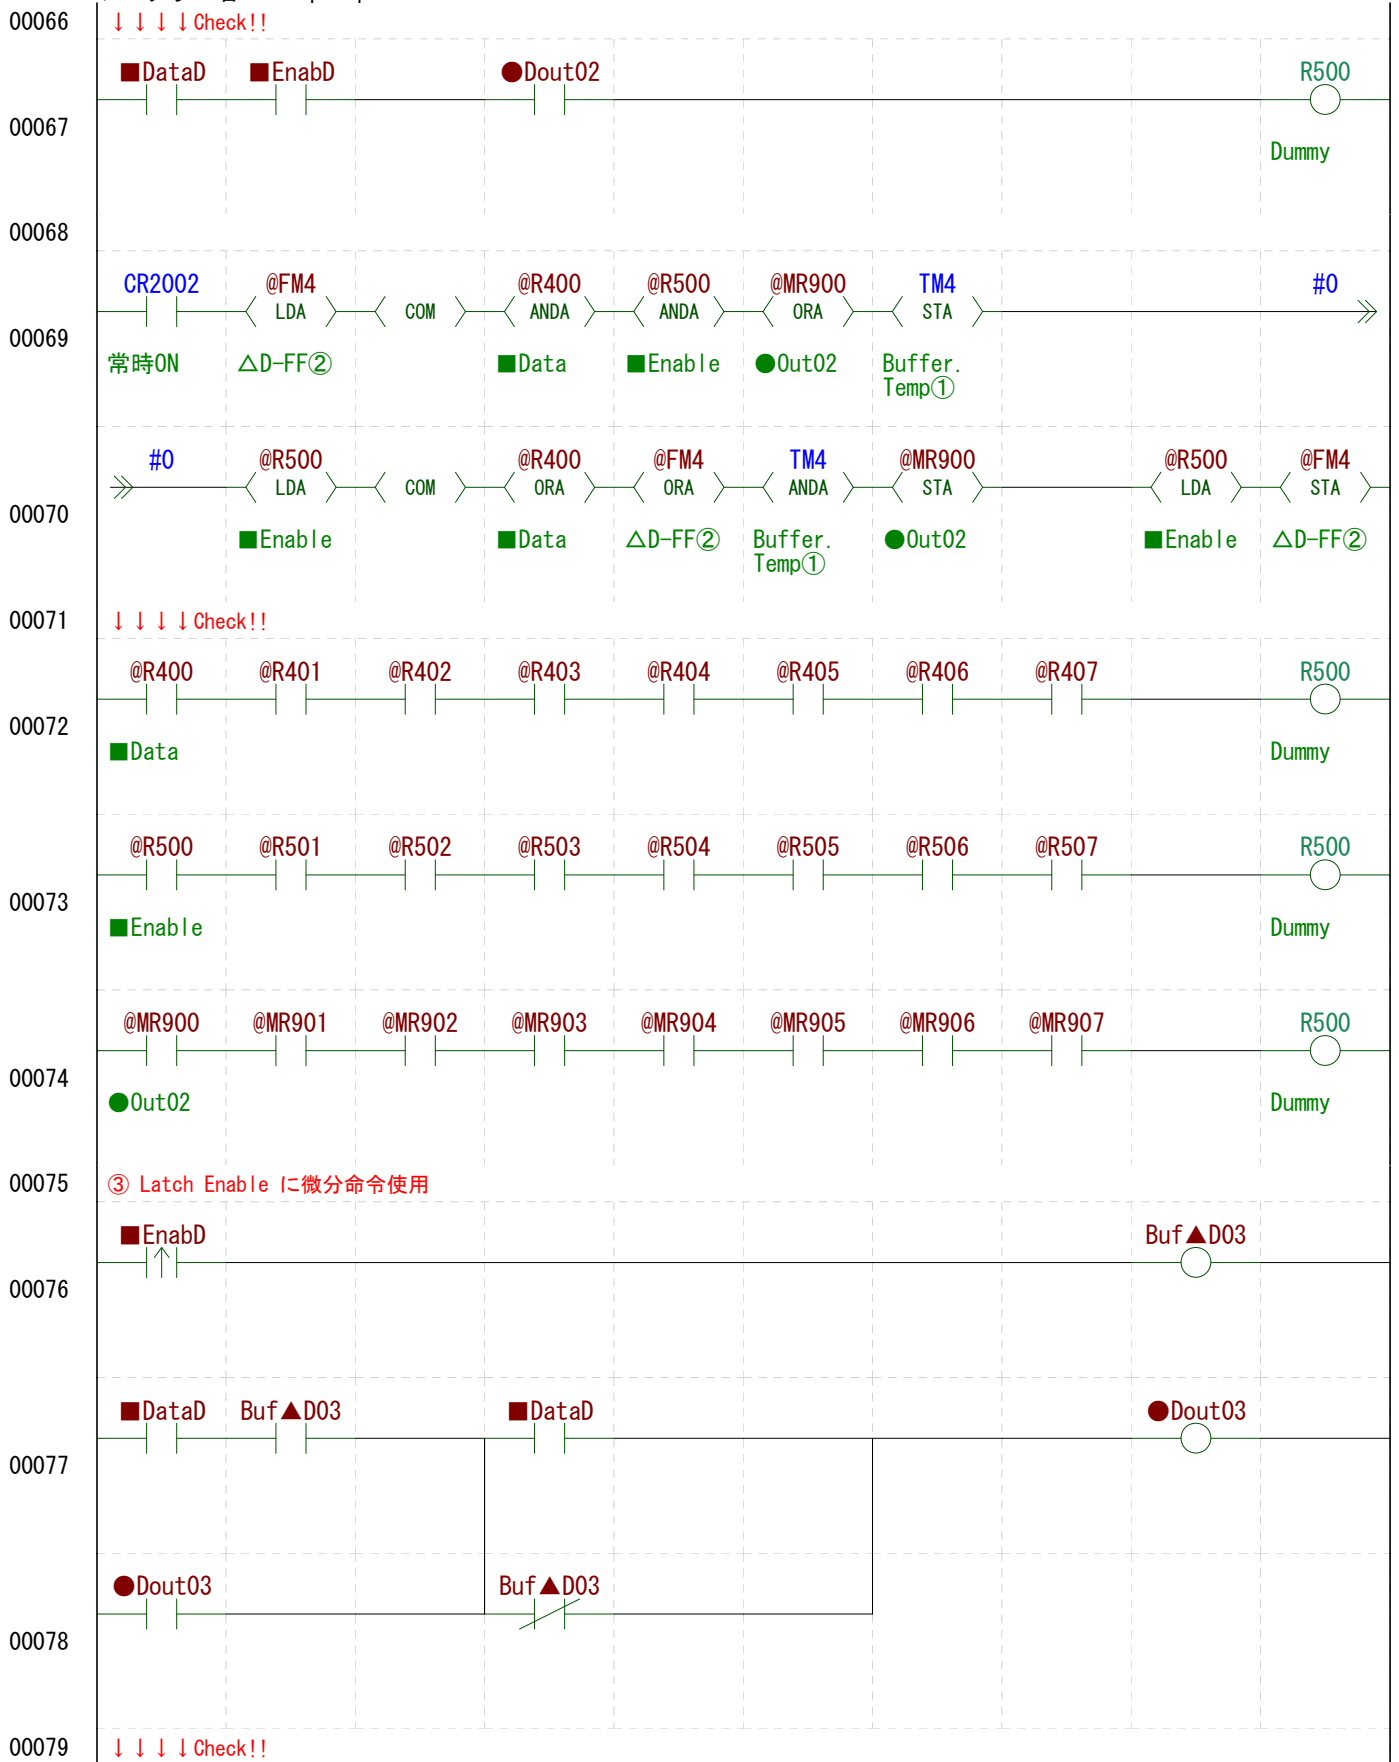 00066 ↓↓↓↓Check!!
■DataD ■EnabD ●Dout02 R500
00067
Dummy
00068
CR2002 @FM4 @R400 @R500 @MR900 TM4 #0
LDA COM ANDA ANDA ORA STA
00069
常時ON △D-FF② ■Data ■Enable ●Out02 Buffer.
Temp①
#0 @R500 @R400 @FM4 TM4 @MR900 @R500 @FM4
LDA COM ORA ORA ANDA STA LDA STA
00070
■Enable ■Data △D-FF② Buffer. ●Out02 ■Enable △D-FF②
Temp①
00071 ↓↓↓↓Check!!
@R400 @R401 @R402 @R403 @R404 @R405 @R406 @R407 R500
00072
■Data Dummy
@R500 @R501 @R502 @R503 @R504 @R505 @R506 @R507 R500
00073
■Enable Dummy
@MR900 @MR901 @MR902 @MR903 @MR904 @MR905 @MR906 @MR907 R500
00074
●Out02 Dummy
00075 ③ Latch Enable に微分命令使用
■EnabD Buf▲D03
00076
■DataD Buf▲D03 ■DataD ●Dout03
00077
●Dout03 Buf▲D03
00078
00079 ↓↓↓↓Check!!